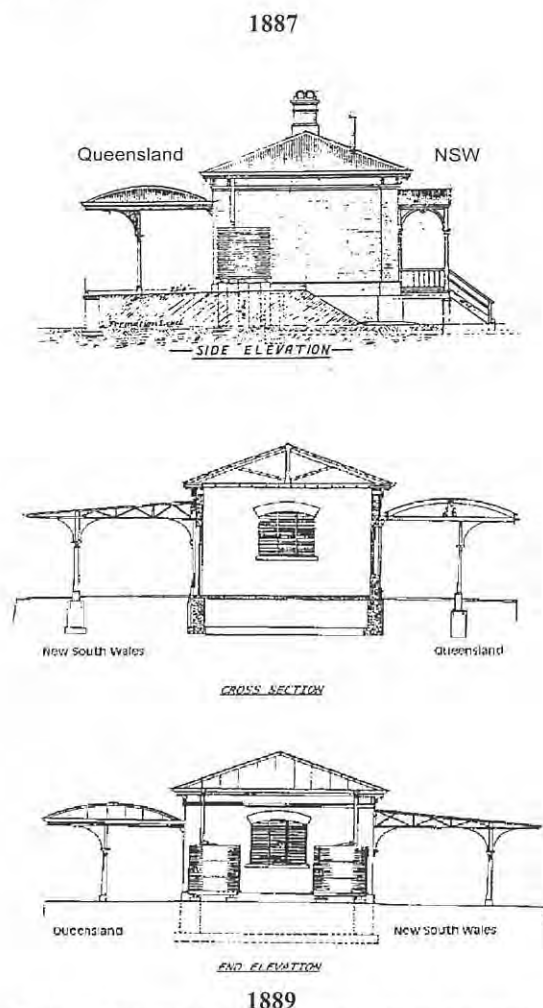 1887
Queensland
NSW
Formation Level
SIDE ELEVATION
New South Wales
Queensland
CROSS SECTION
Queensland
New South Wales
END ELEVATION
1889